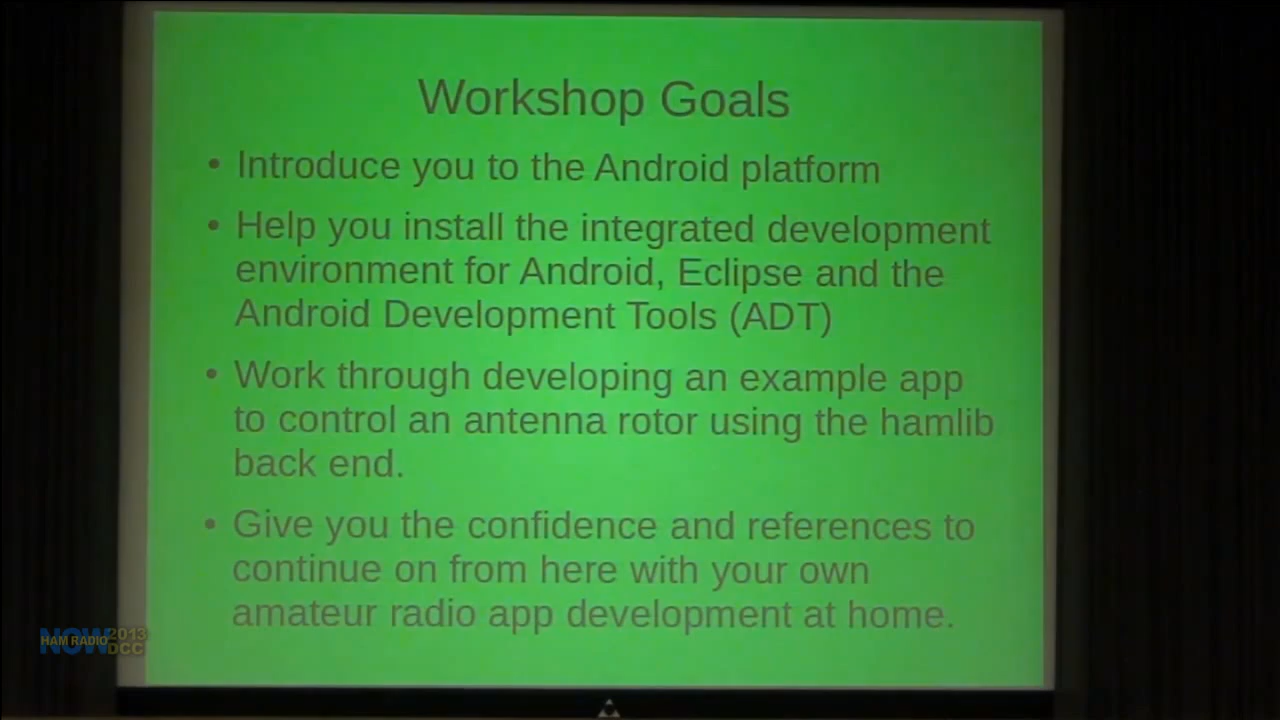 Workshop Goals
• Introduce you to the Android platform
• Help you install the integrated development
environment for Android, Eclipse and the
Android Development Tools (ADT)
• Work through developing an example app
to control an antenna rotor using the hamlib
back end.
• Give you the confidence and references to
continue on from here with your own
amateur radio app development at home.
HAM RADIO NOW 2013 DCC